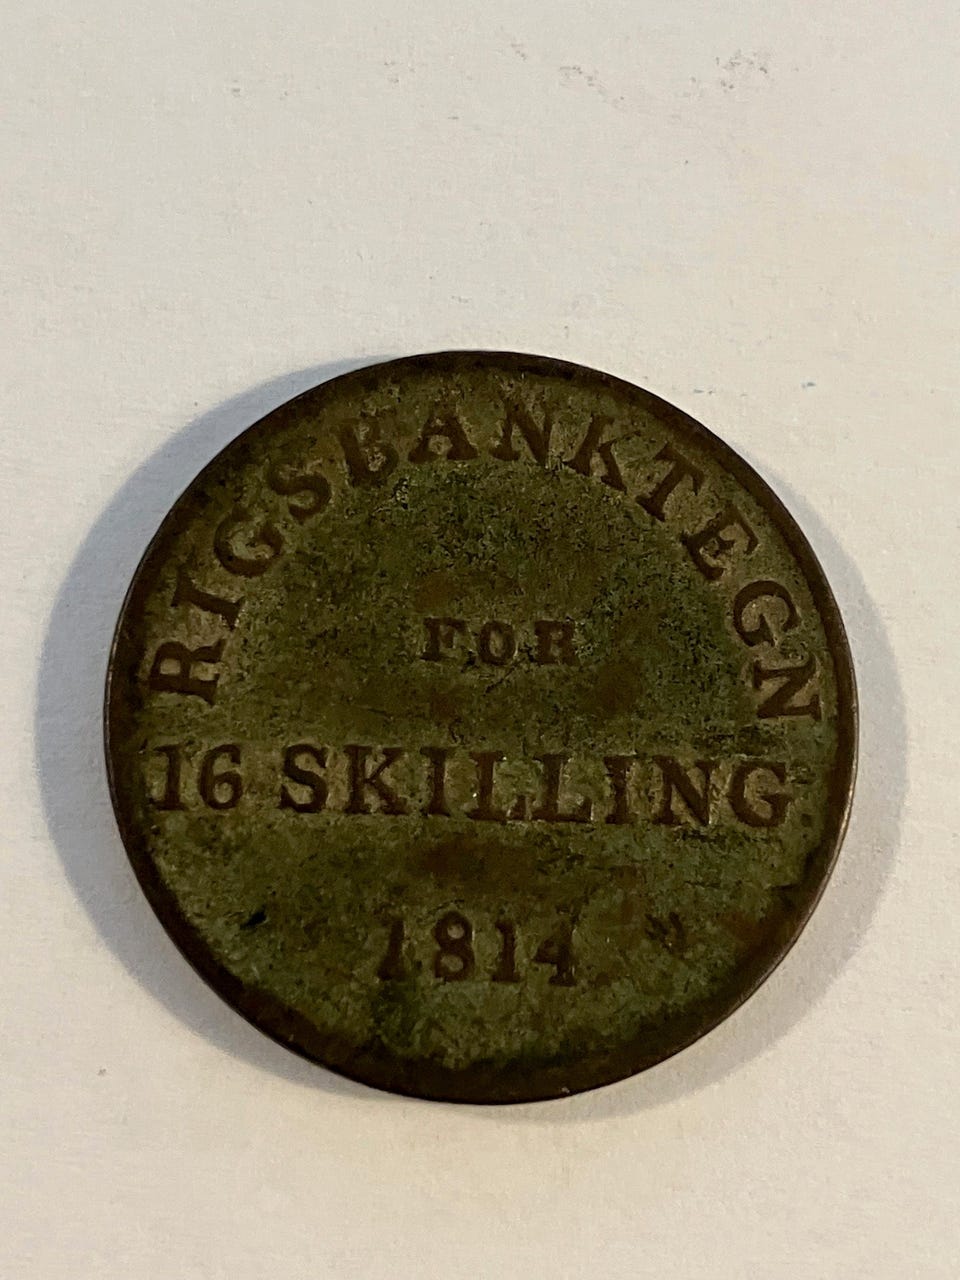 RIGSBANKTEGN
FOR
16 SKILLING
1814